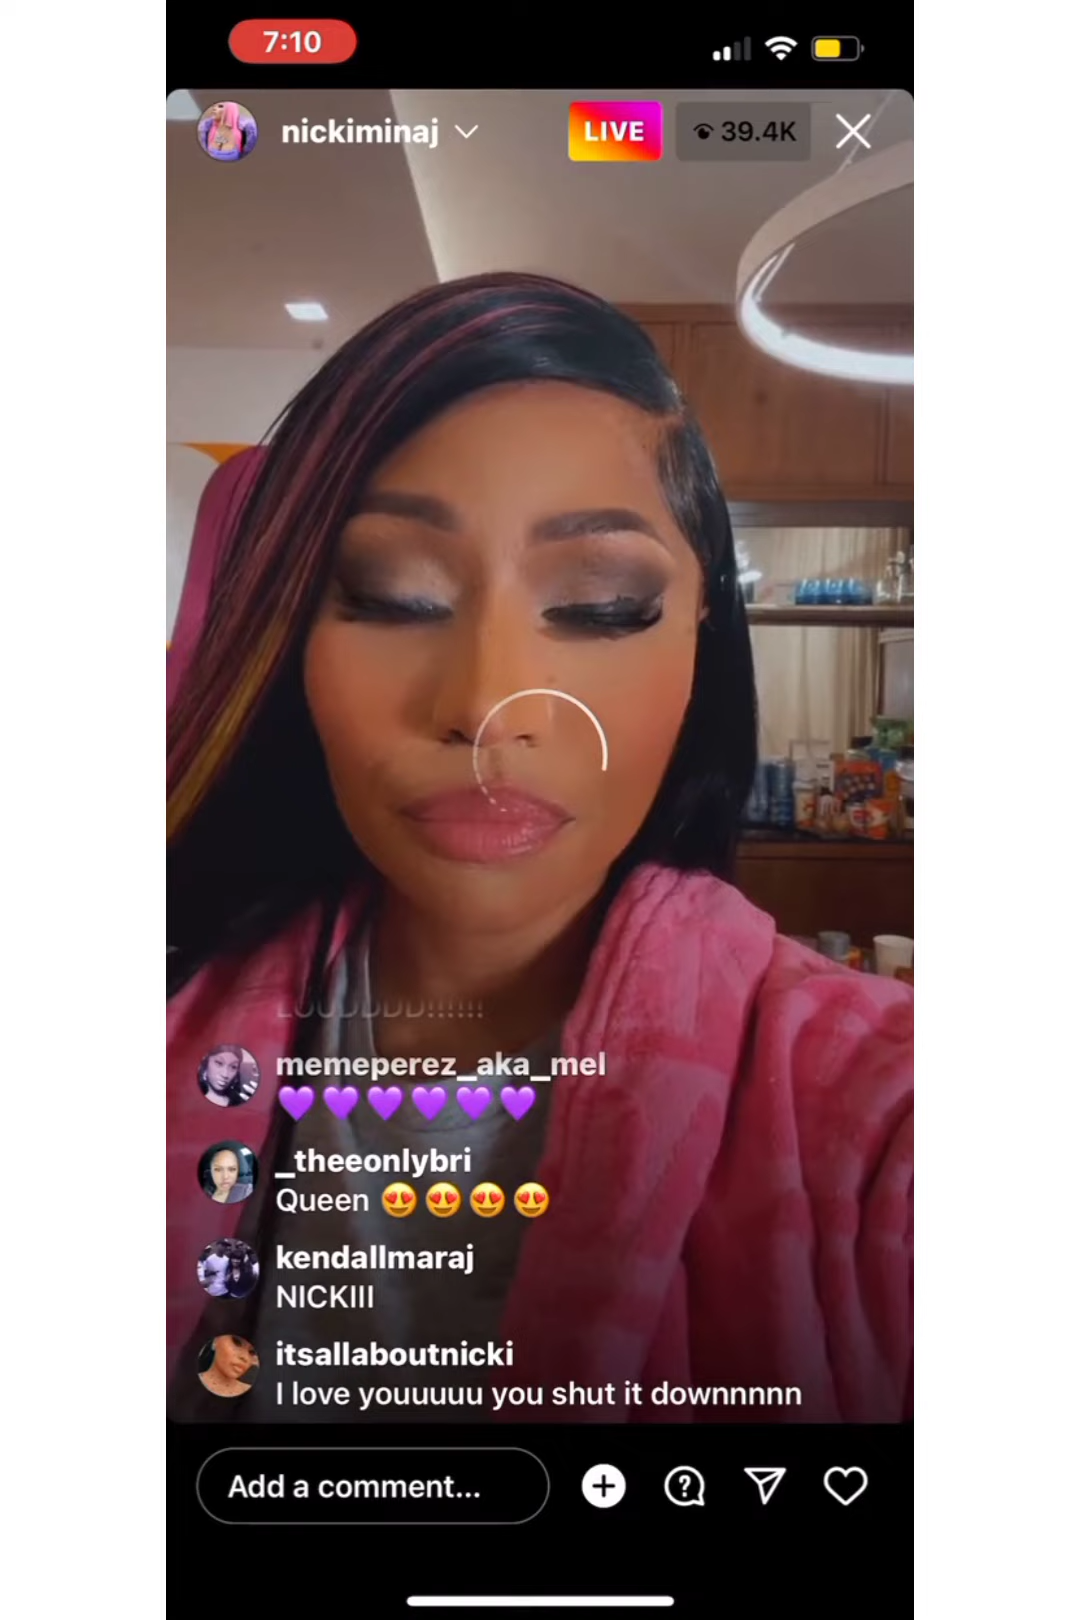 7:10
nickiminaj
LIVE
39.4K
LUUDDDD!!!!!!
memeperez_aka_mel
💜💜💜💜💜💜
_theeonlybri
Queen 😍😍😍😍
kendallmaraj
NICKIII
itsallaboutnicki
I love youuuuu you shut it downnnnn
Add a comment...